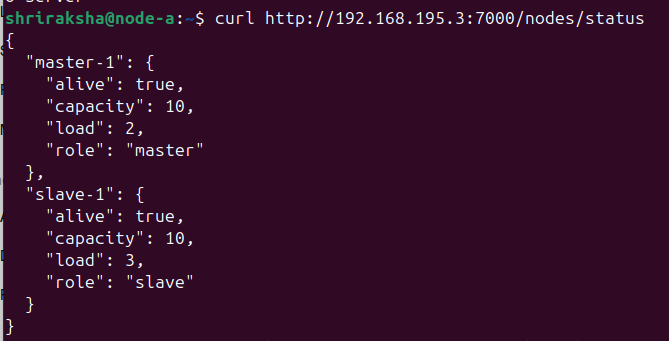 shriraksha@node-a:~$ curl http://192.168.195.3:7000/nodes/status
{
  "master-1": {
    "alive": true,
    "capacity": 10,
    "load": 2,
    "role": "master"
  },
  "slave-1": {
    "alive": true,
    "capacity": 10,
    "load": 3,
    "role": "slave"
  }
}